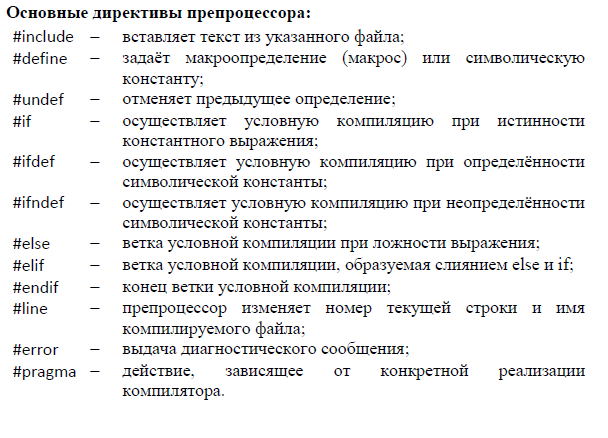 Основные директивы препроцессора:
#include – вставляет текст из указанного файла;
#define – задаёт макроопределение (макрос) или символическую
константу;
#undef – отменяет предыдущее определение;
#if – осуществляет условную компиляцию при истинности
константного выражения;
#ifdef – осуществляет условную компиляцию при определённости
символической константы;
#ifndef – осуществляет условную компиляцию при неопределённости
символической константы;
#else – ветка условной компиляции при ложности выражения;
#elif – ветка условной компиляции, образуемая слиянием else и if;
#endif – конец ветки условной компиляции;
#line – препроцессор изменяет номер текущей строки и имя
компилируемого файла;
#error – выдача диагностического сообщения;
#pragma – действие, зависящее от конкретной реализации
компилятора.